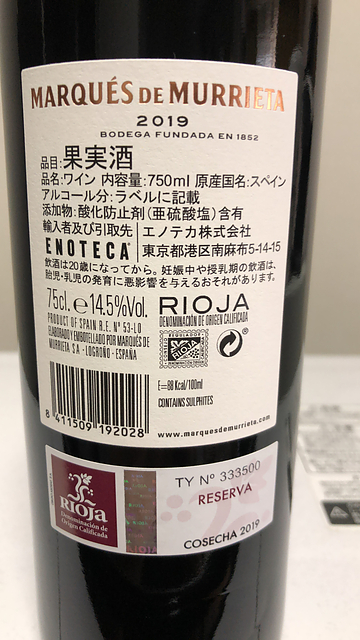 MARQUÉS DE MURRIETA
2019
BODEGA FUNDADA EN 1852
品目:果実酒
品名:ワイン 内容量:750ml 原産国名:スペイン
アルコール分:ラベルに記載
添加物:酸化防止剤(亜硫酸塩)含有
輸入者及び引取先 エノテカ株式会社
ENOTECA 東京都港区南麻布5-14-15
飲酒は20歳になってから。妊娠中や授乳期の飲酒は、
胎児・乳児の発育に悪影響を与えるおそれがあります。
75cl. e 14.5%Vol.
PRODUCT OF SPAIN R.E. Nº 53-LO
ELABORADO Y EMBOTELLADO POR MARQUÉS DE
MURRIETA S.A - LOGROÑO - ESPAÑA
RIOJA
DENOMINACIÓN DE ORIGEN CALIFICADA
RIOJA
E=88 Kcal/100ml
CONTAINS SULPHITES
8 411509 192028
www.marquesdemurrieta.com
TY Nº 333500
RESERVA
COSECHA 2019
RIOJA
Denominación de
Origen Calificada